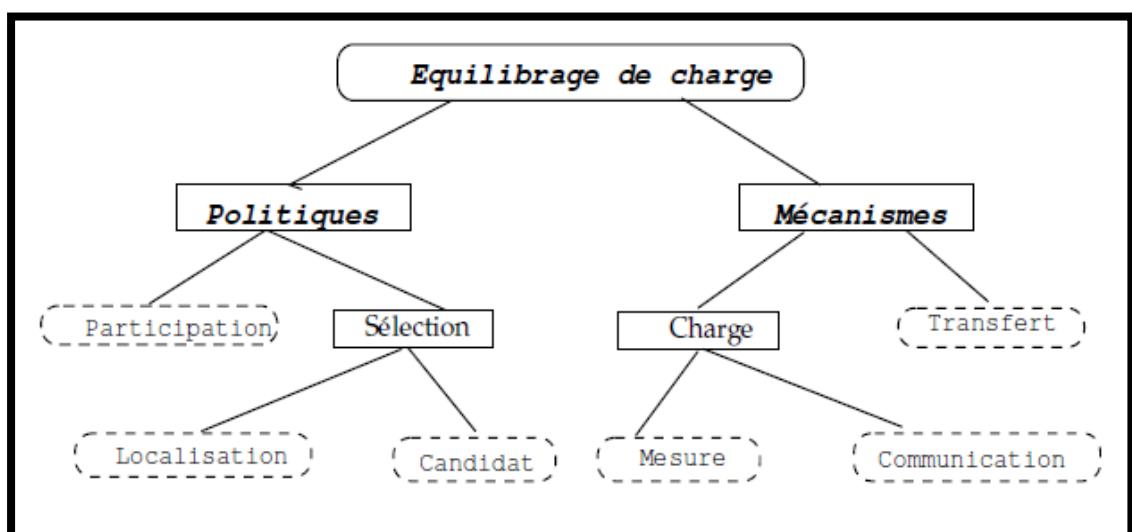 Equilibrage de charge
Politiques
Mécanismes
Participation
Sélection
Charge
Transfert
Localisation
Candidat
Mesure
Communication